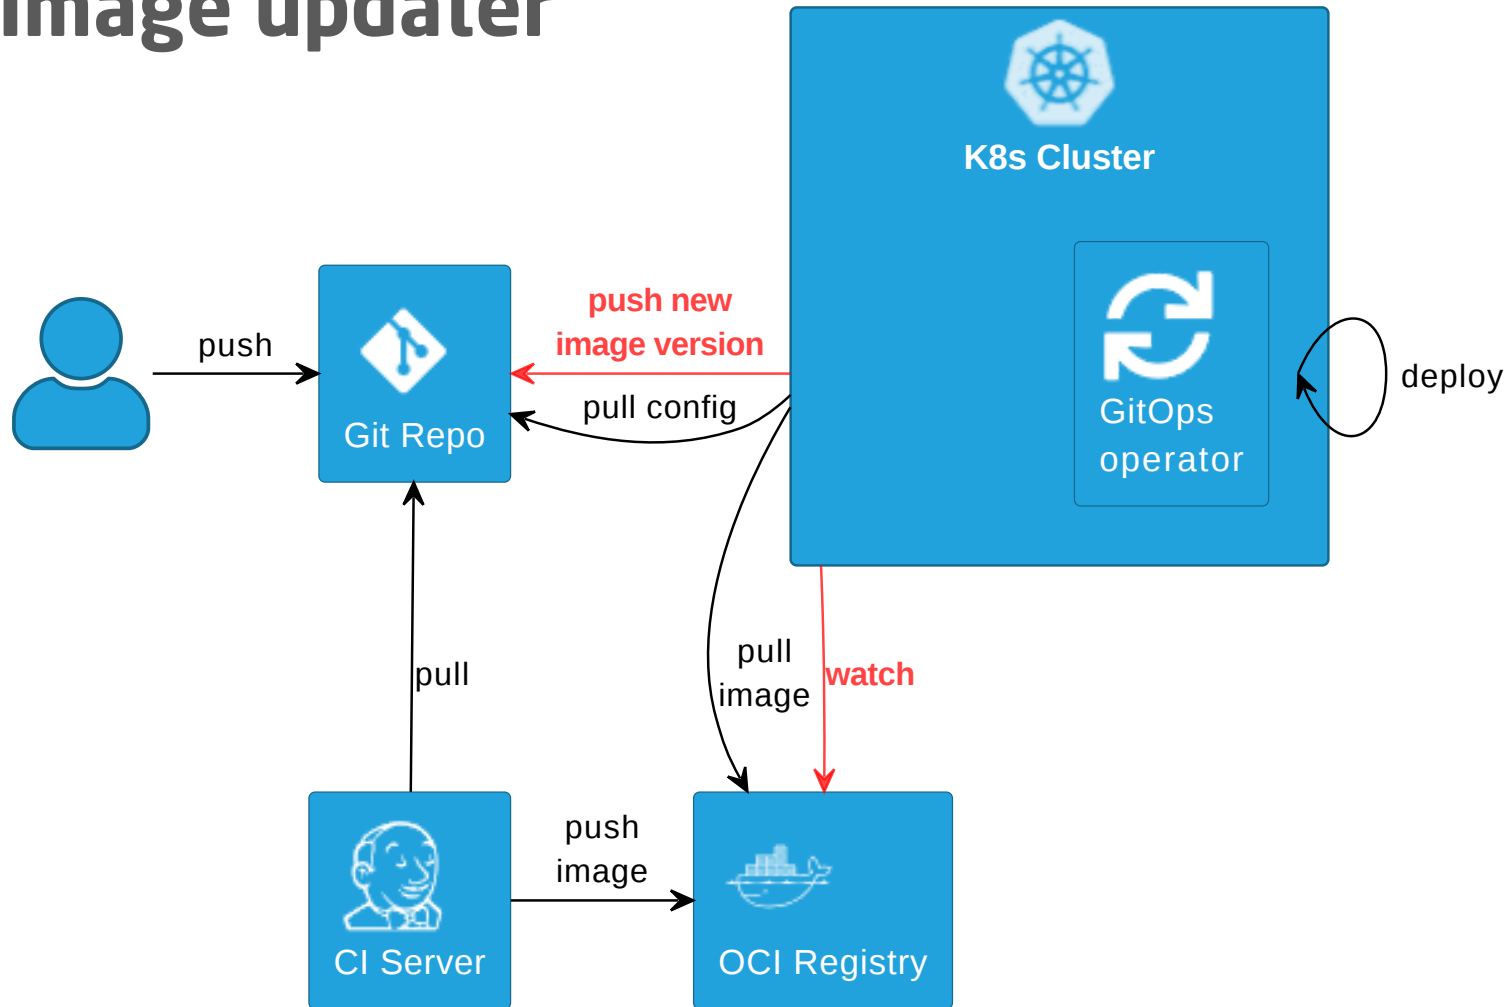 image updater
K8s Cluster
push new
image version
push
pull config
deploy
GitOps
operator
Git Repo
pull
image
watch
pull
push
image
CI Server
OCI Registry